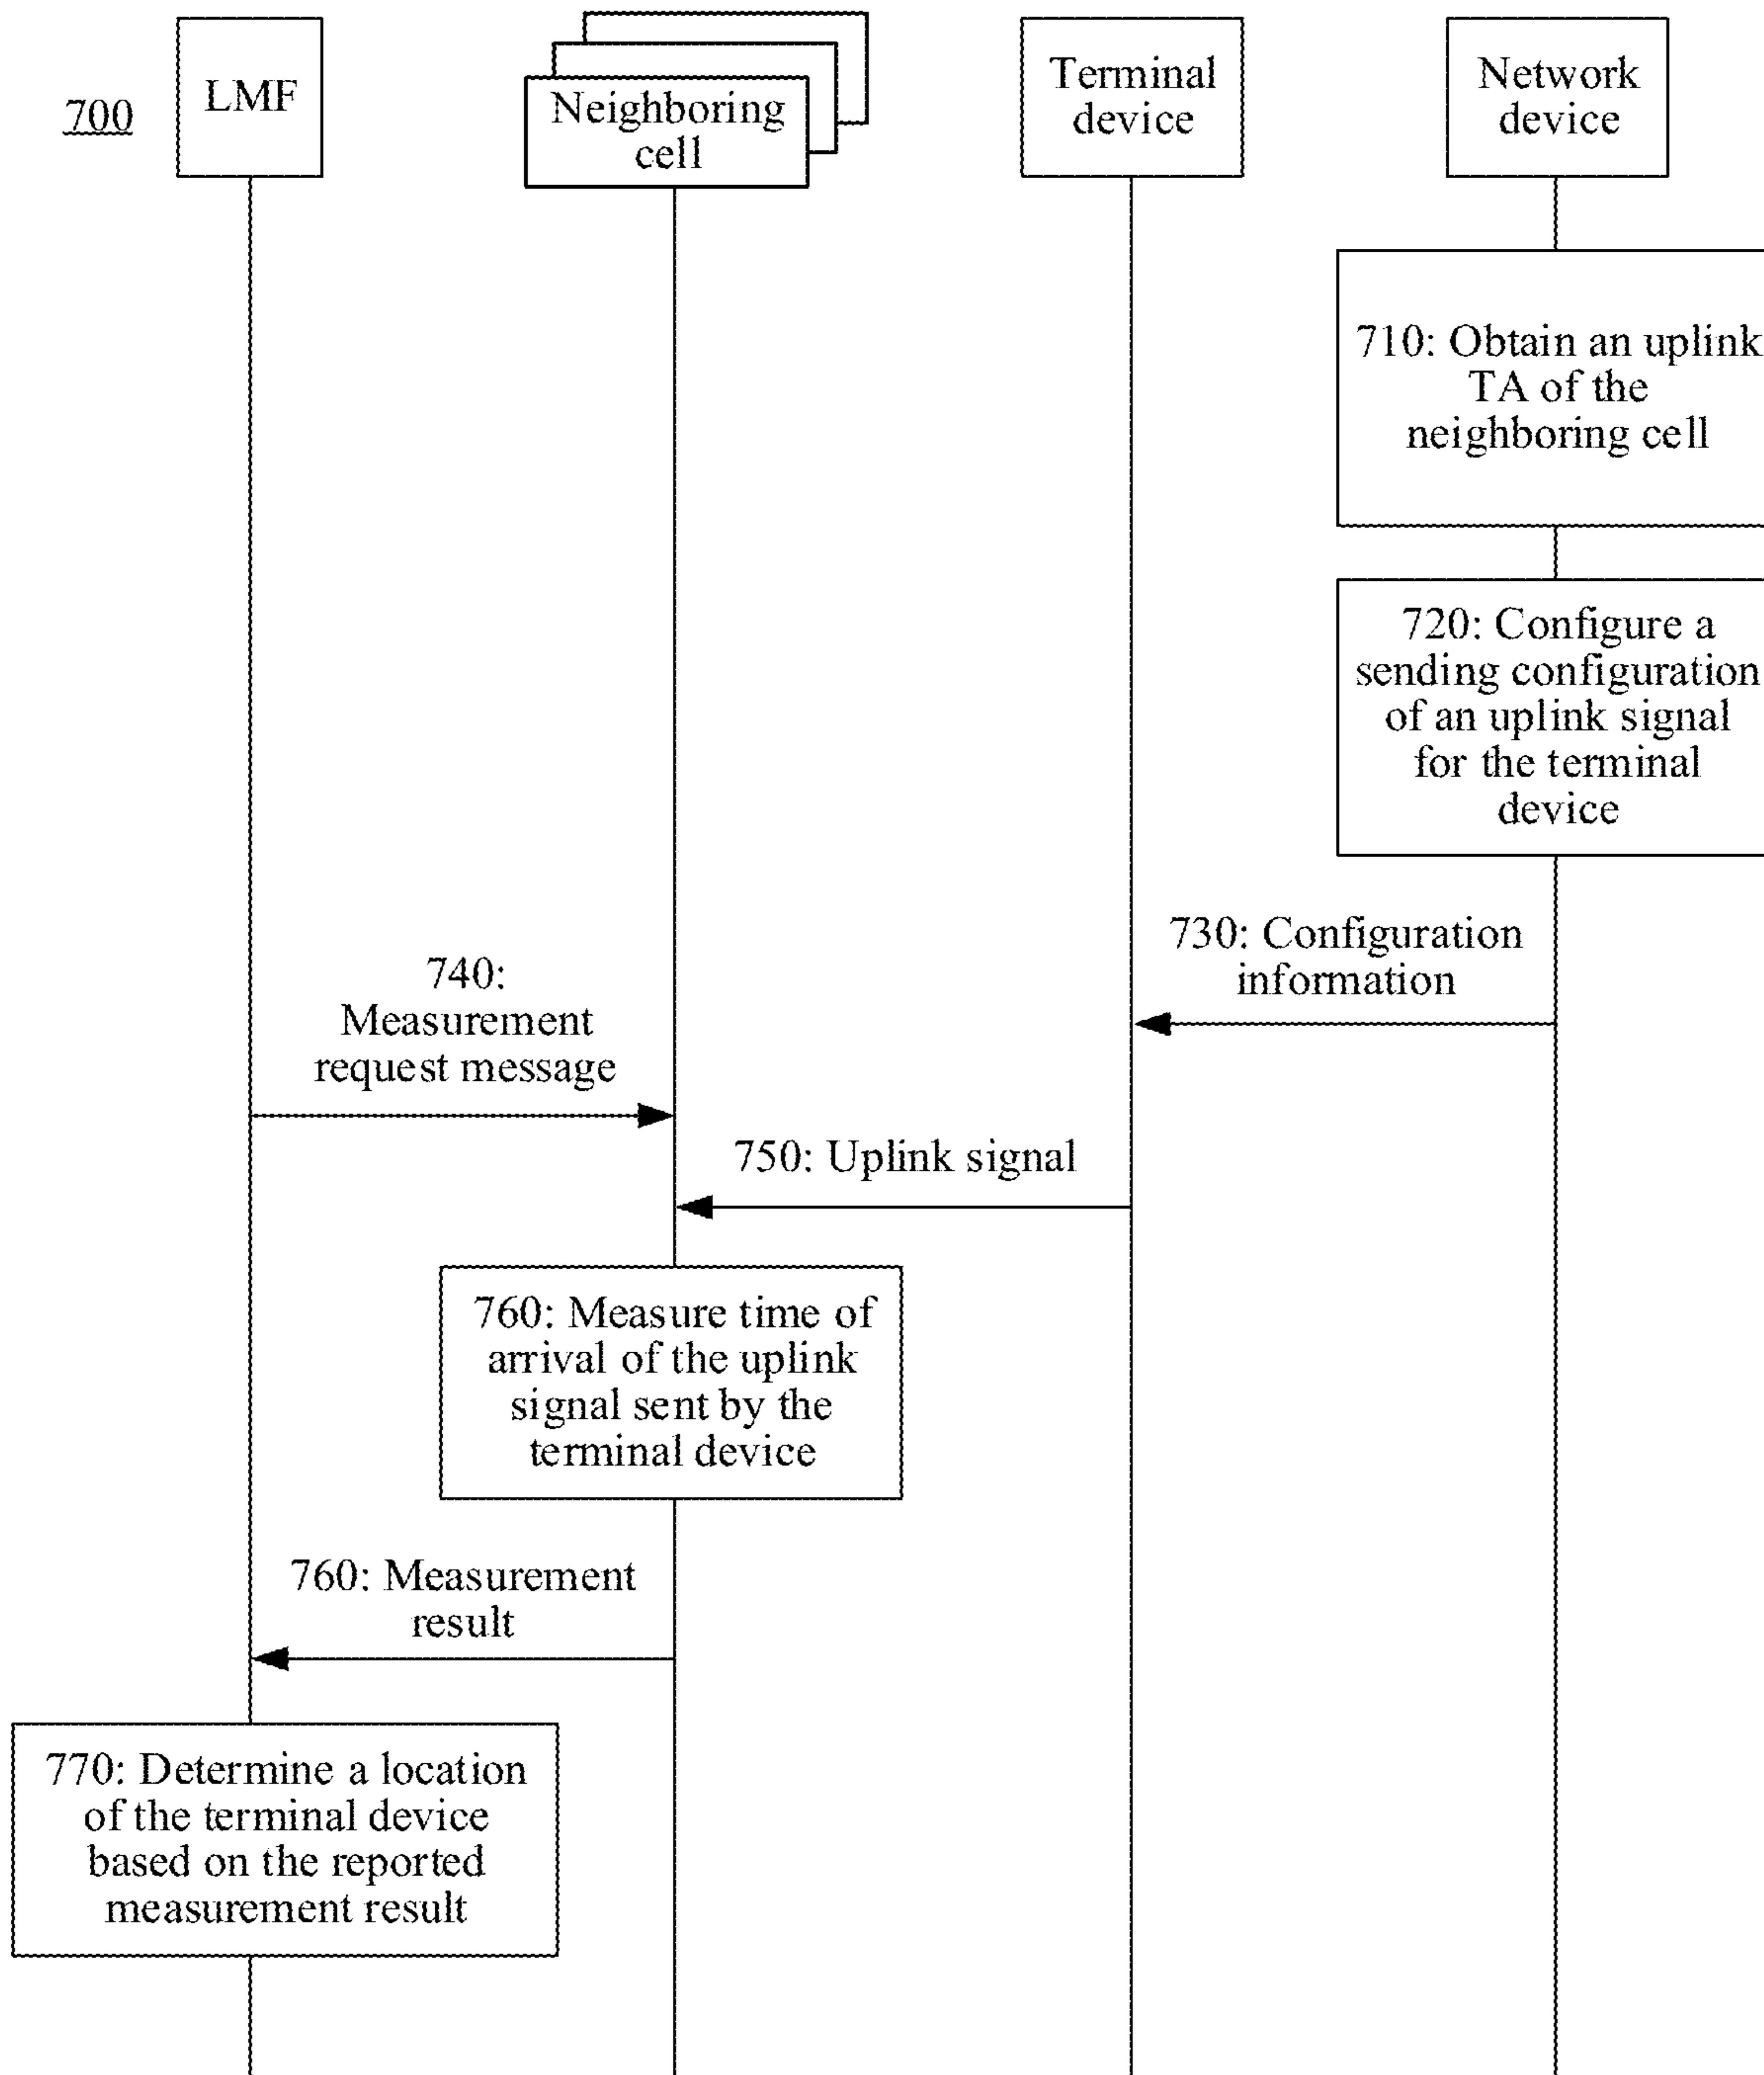 700
LMF
Neighboring
cell
Terminal
device
Network
device
710: Obtain an uplink
TA of the
neighboring cell
720: Configure a
sending configuration
of an uplink signal
for the terminal
device
730: Configuration
information
740:
Measurement
request message
750: Uplink signal
760: Measure time of
arrival of the uplink
signal sent by the
terminal device
760: Measurement
result
770: Determine a location
of the terminal device
based on the reported
measurement result